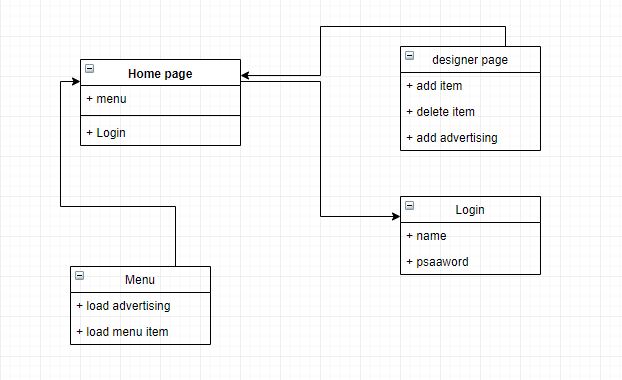 Home page
+ menu
+ Login
designer page
+ add item
+ delete item
+ add advertising
Login
+ name
+ psaaword
Menu
+ load advertising
+ load menu item